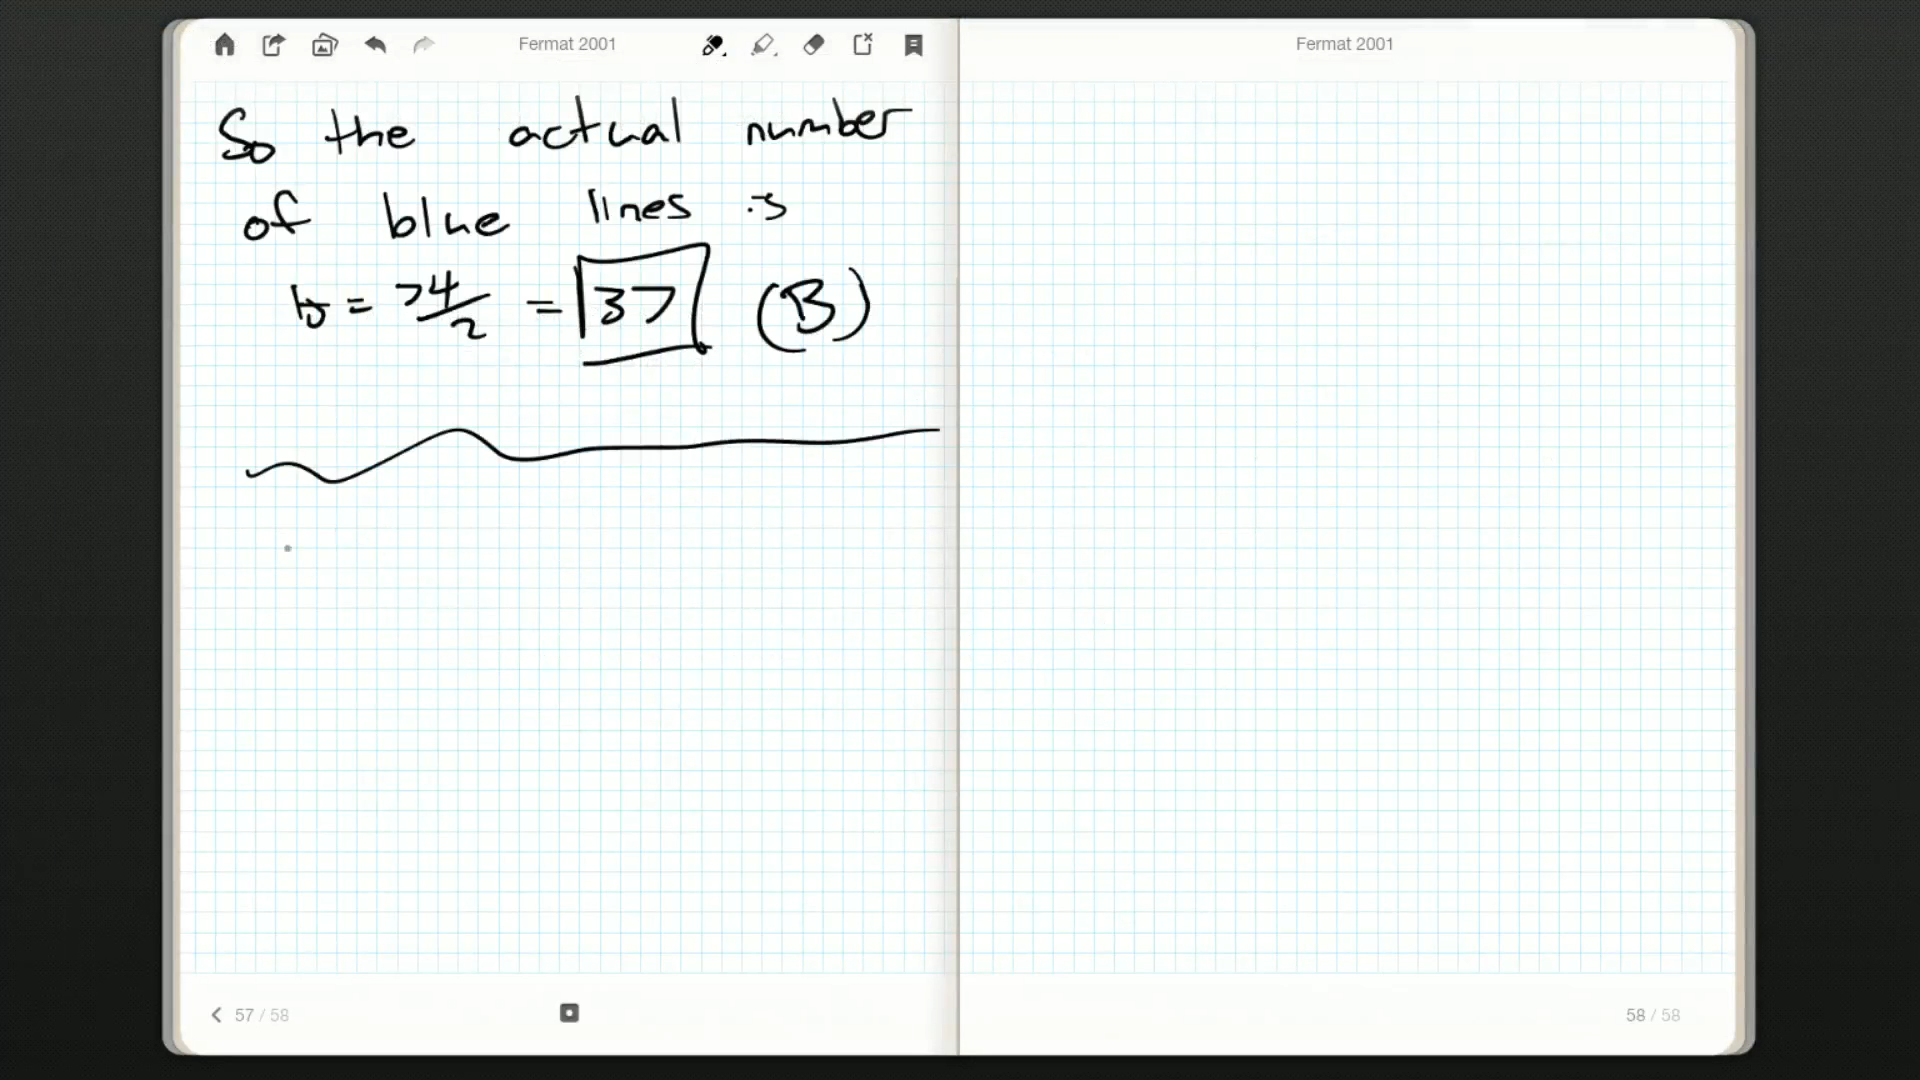 Fermat 2001
Fermat 2001
So the actual number
of blue lines is
b = 74/2 = 37 (B)
57 / 58
58 / 58